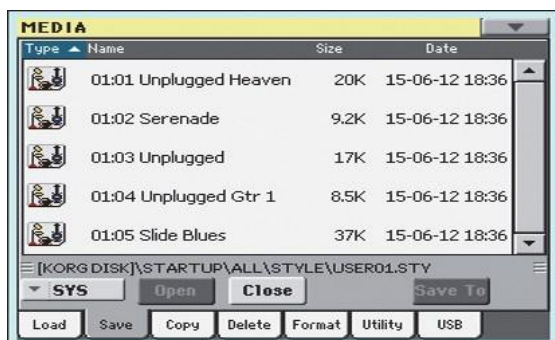 MEDIA
Type Name Size Date
01:01 Unplugged Heaven 20K 15-06-12 18:36
01:02 Serenade 9.2K 15-06-12 18:36
01:03 Unplugged 17K 15-06-12 18:36
01:04 Unplugged Gtr 1 8.5K 15-06-12 18:36
01:05 Slide Blues 37K 15-06-12 18:36
[KORG DISK]\STARTUP\ALL\STYLE\USER01.STY
SYS Open Close Save To
Load Save Copy Delete Format Utility USB